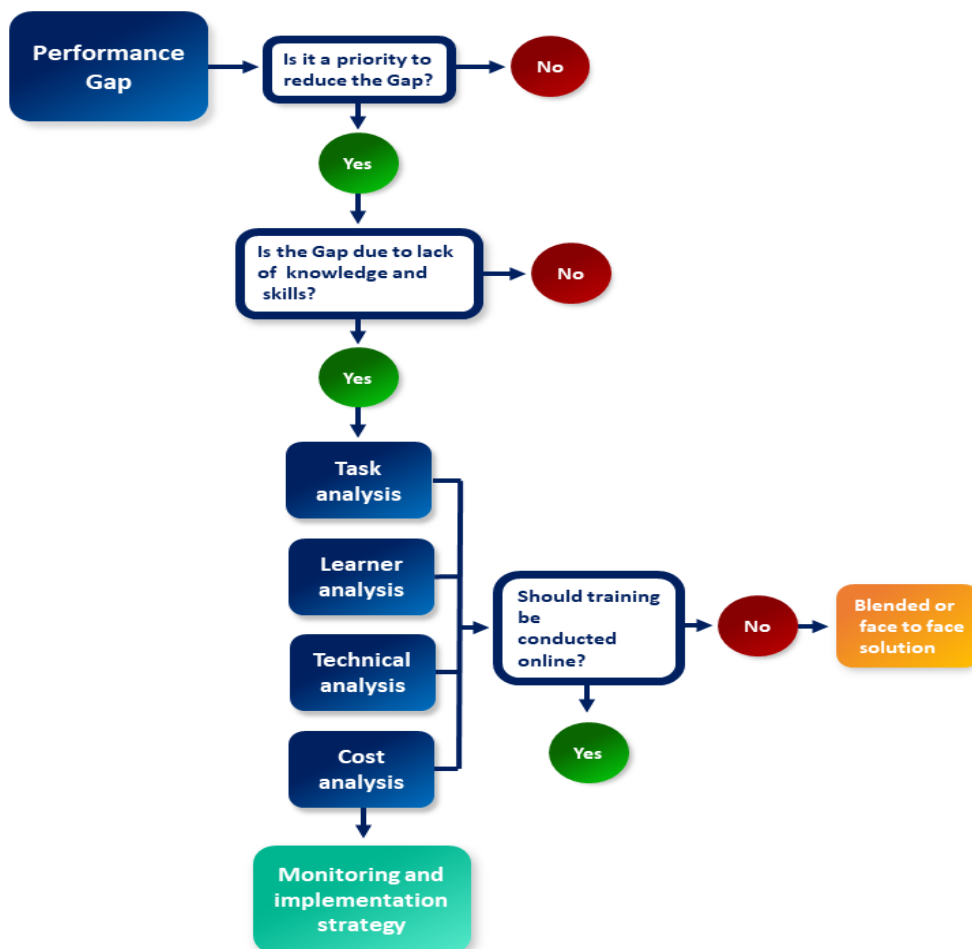 Performance
Gap
Is it a priority to
reduce the Gap?
No
Yes
Is the Gap due to lack
of knowledge and
skills?
No
Yes
Task
analysis
Learner
analysis
Technical
analysis
Cost
analysis
Should training
be
conducted
online?
No
Blended or
face to face
solution
Yes
Monitoring and
implementation
strategy